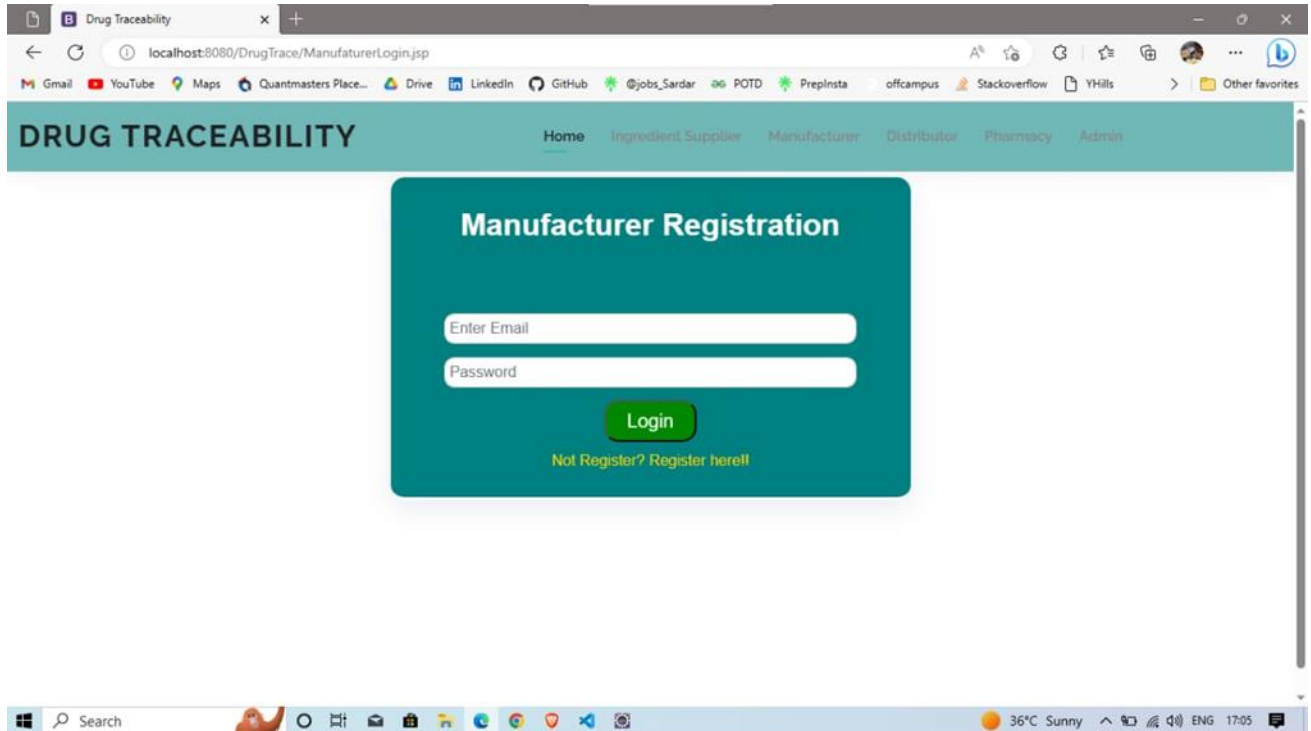 Drug Traceability
localhost:8080/DrugTrace/ManufaturerLogin.jsp
Gmail YouTube Maps Quantmasters Place... Drive LinkedIn GitHub @jobs_Sardar POTD PrepInsta offcampus Stackoverflow YHills Other favorites
DRUG TRACEABILITY Home Ingredient Supplier Manufacturer Distributor Pharmacy Admin
Manufacturer Registration
Enter Email
Password
Login
Not Register? Register here!!
Search 36°C Sunny ENG 17:05